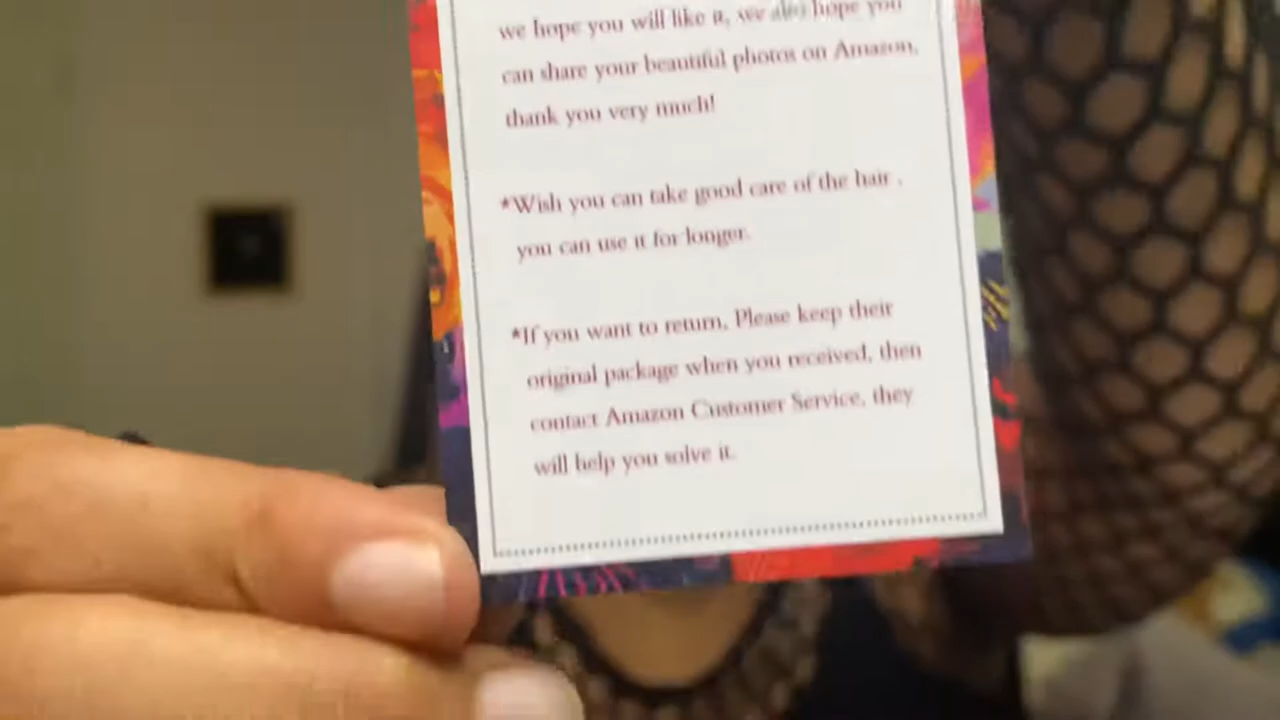 we hope you will like it, we also hope you
can share your beautiful photos on Amazon,
thank you very much!
*Wish you can take good care of the hair .
you can use it for longer.
*If you want to return, Please keep their
original package when you received, then
contact Amazon Customer Service, they
will help you solve it.